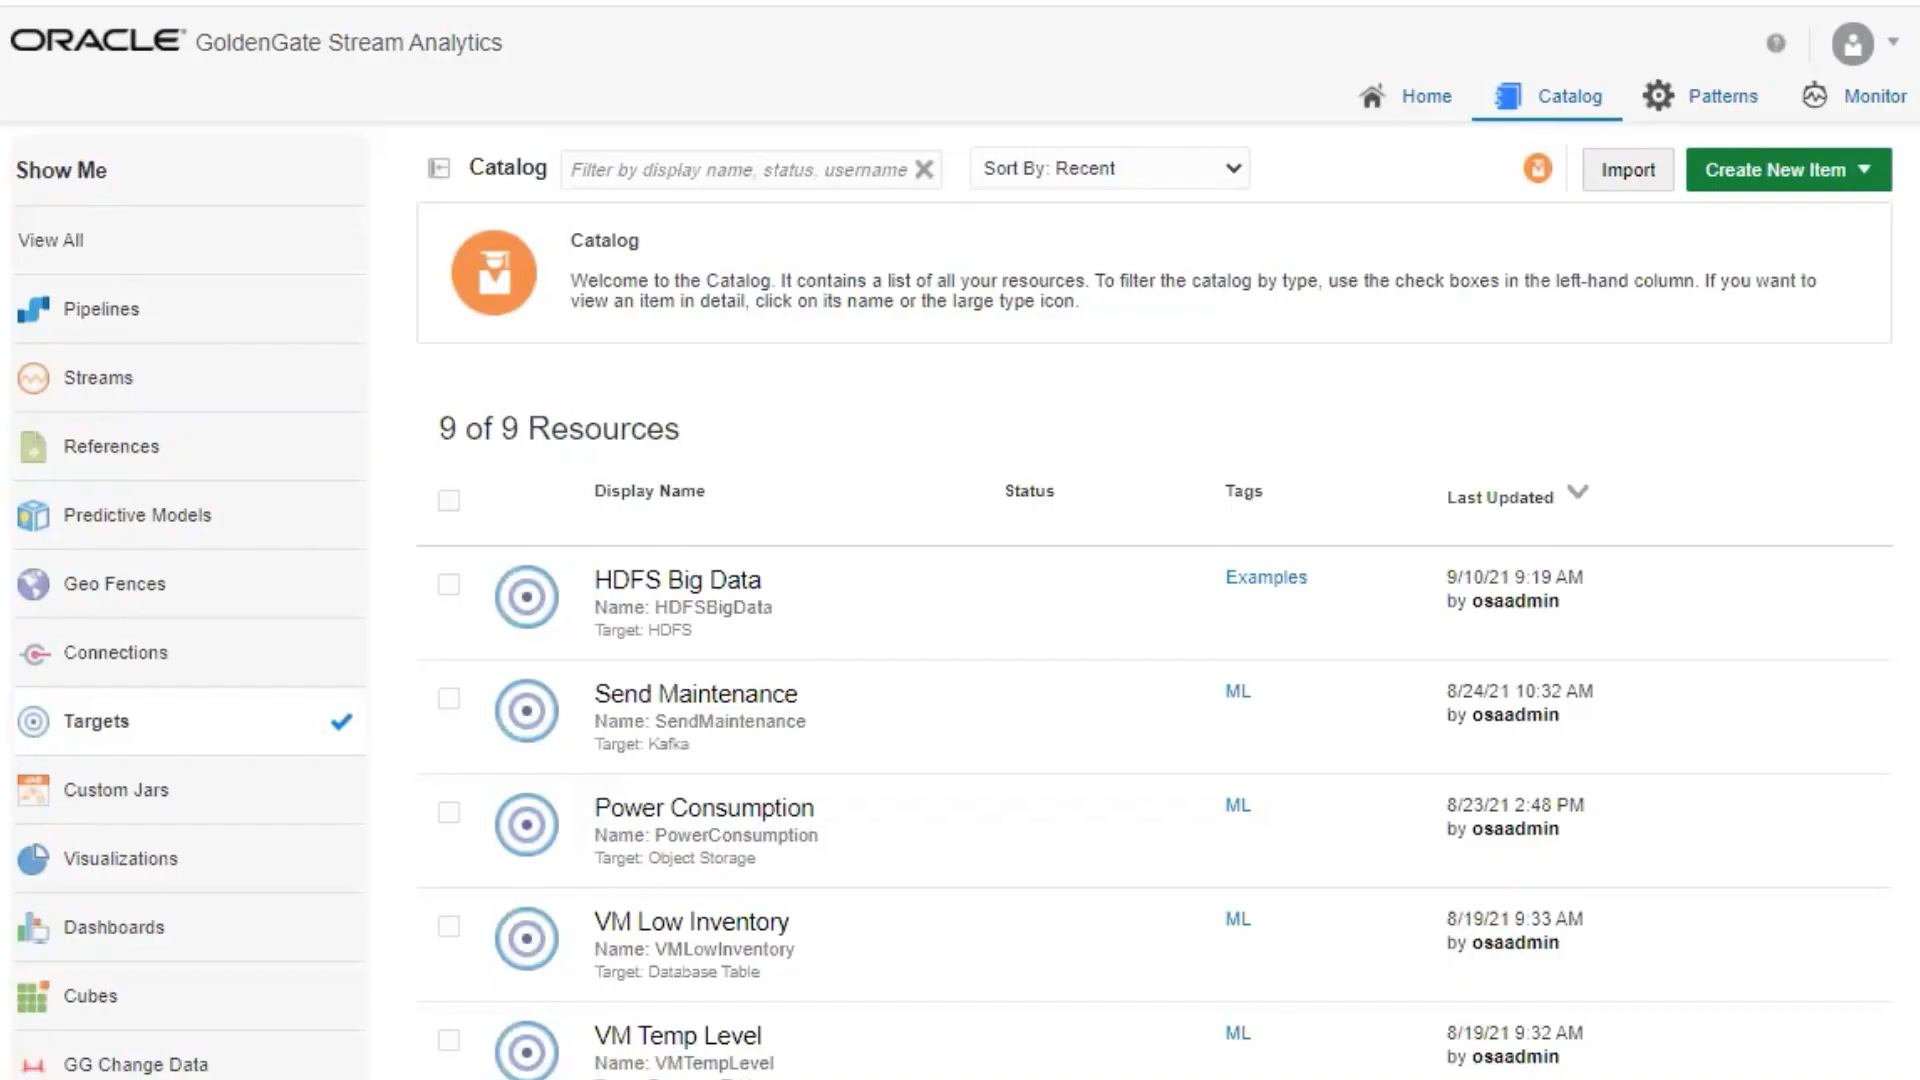 ORACLE GoldenGate Stream Analytics
Home
Catalog
Patterns
Monitor
Show Me
View All
Pipelines
Streams
References
Predictive Models
Geo Fences
Connections
Targets
Custom Jars
Visualizations
Dashboards
Cubes
GG Change Data
Catalog
Filter by display name, status. username
Sort By: Recent
Import
Create New Item
Catalog
Welcome to the Catalog. It contains a list of all your resources. To filter the catalog by type, use the check boxes in the left-hand column. If you want to
view an item in detail, click on its name or the large type icon.
9 of 9 Resources
Display Name
Status
Tags
Last Updated
HDFS Big Data
Name: HDFSBigData
Target: HDFS
Examples
9/10/21 9:19 AM
by osaadmin
Send Maintenance
Name: SendMaintenance
Target: Kafka
ML
8/24/21 10:32 AM
by osaadmin
Power Consumption
Name: PowerConsumption
Target: Object Storage
ML
8/23/21 2:48 PM
by osaadmin
VM Low Inventory
Name: VMLowInventory
Target: Database Table
ML
8/19/21 9:33 AM
by osaadmin
VM Temp Level
Name: VMTempLevel
ML
8/19/21 9:32 AM
by osaadmin